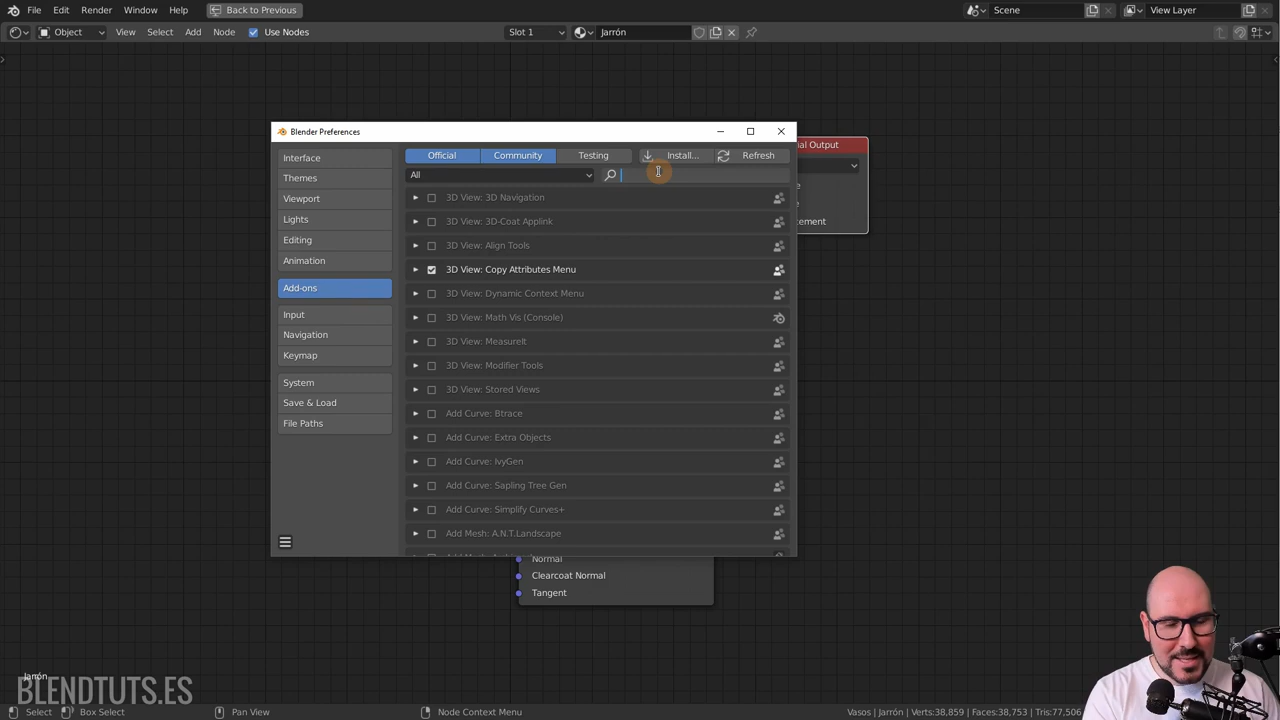 File Edit Render Window Help Back to Previous Scene View Layer
Object View Select Add Node Use Nodes Slot 1 Jarrón
Blender Preferences
Interface
Themes
Viewport
Lights
Editing
Animation
Add-ons
Input
Navigation
Keymap
System
Save & Load
File Paths
Official Community Testing Install... Refresh
All
3D View: 3D Navigation
3D View: 3D-Coat Applink
3D View: Align Tools
3D View: Copy Attributes Menu
3D View: Dynamic Context Menu
3D View: Math Vis (Console)
3D View: MeasureIt
3D View: Modifier Tools
3D View: Stored Views
Add Curve: Btrace
Add Curve: Extra Objects
Add Curve: IvyGen
Add Curve: Sapling Tree Gen
Add Curve: Simplify Curves+
Add Mesh: A.N.T.Landscape
ial Output
e
cement
Normal
Clearcoat Normal
Tangent
Jarrón
BLENDTUTS.ES
Select Box Select Pan View Node Context Menu Vasos | Jarrón | Verts:38,859 | Faces:38,753 | Tris:77,506